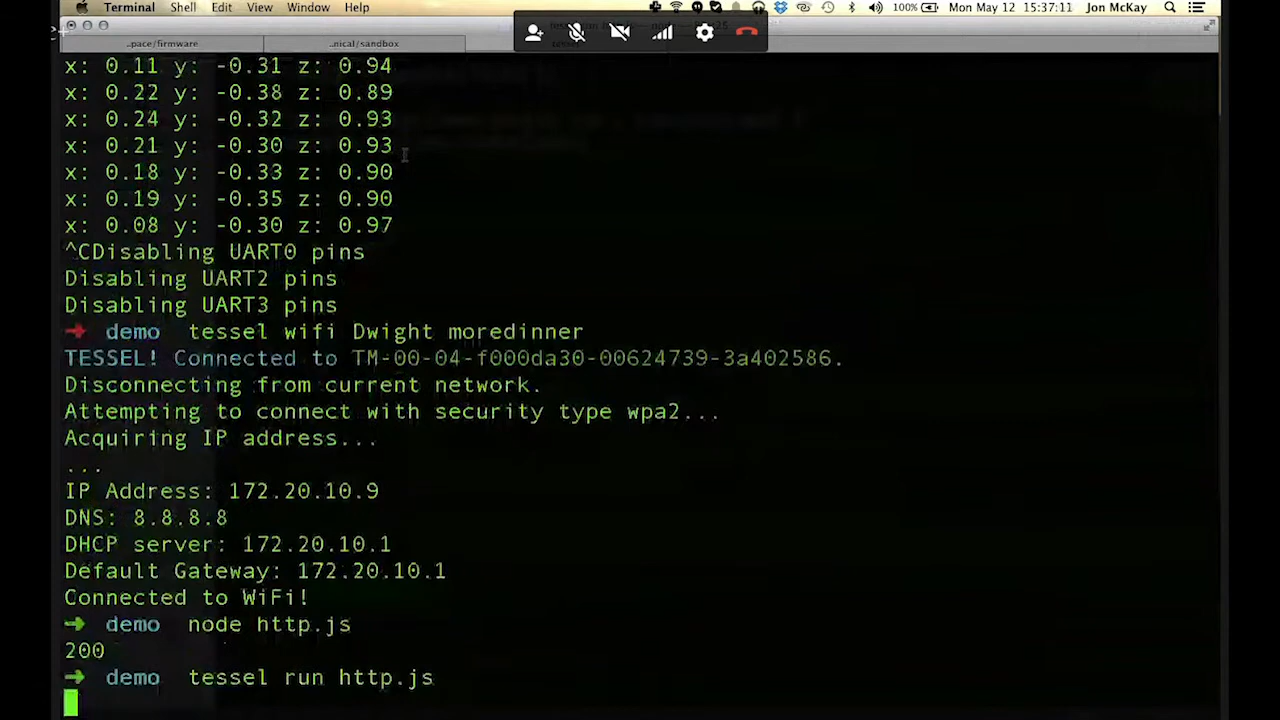 Terminal Shell Edit View Window Help 100% Mon May 12 15:37:11 Jon McKay
..pace/firmware ..nical/sandbox
x: 0.11 y: -0.31 z: 0.94
x: 0.22 y: -0.38 z: 0.89
x: 0.24 y: -0.32 z: 0.93
x: 0.21 y: -0.30 z: 0.93
x: 0.18 y: -0.33 z: 0.90
x: 0.19 y: -0.35 z: 0.90
x: 0.08 y: -0.30 z: 0.97
^CDisabling UART0 pins
Disabling UART2 pins
Disabling UART3 pins
➜ demo tessel wifi Dwight moredinner
TESSEL! Connected to TM-00-04-f000da30-00624739-3a402586.
Disconnecting from current network.
Attempting to connect with security type wpa2...
Acquiring IP address...
...
IP Address: 172.20.10.9
DNS: 8.8.8.8
DHCP server: 172.20.10.1
Default Gateway: 172.20.10.1
Connected to WiFi!
➜ demo node http.js
200
➜ demo tessel run http.js